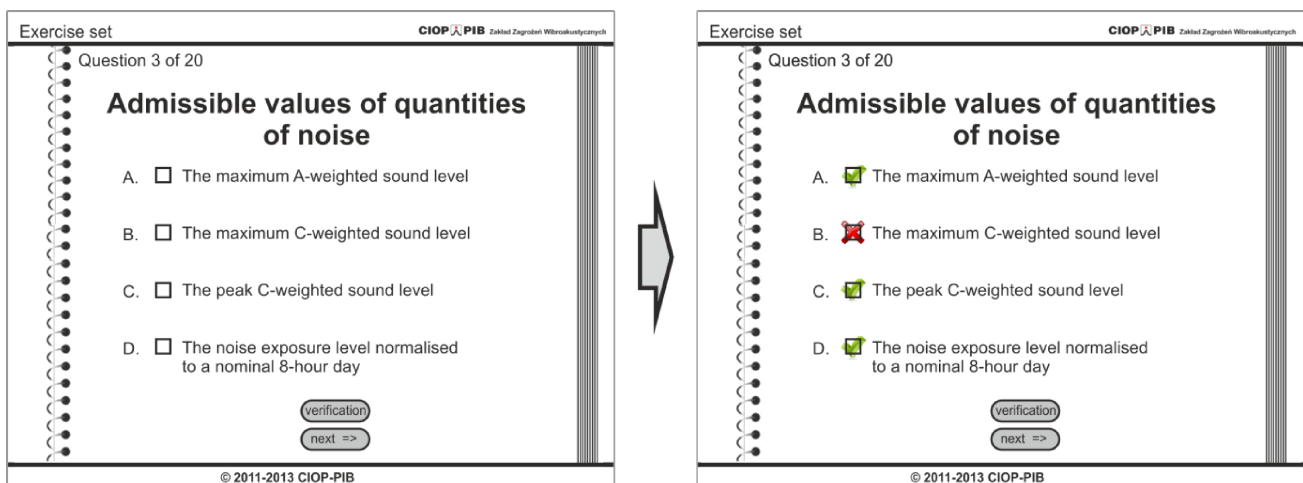 Exercise set
CIOP PIB Zakład Zagrożeń Wibroakustycznych
Question 3 of 20
Admissible values of quantities
of noise
A. The maximum A-weighted sound level
B. The maximum C-weighted sound level
C. The peak C-weighted sound level
D. The noise exposure level normalised
to a nominal 8-hour day
verification
next =>
© 2011-2013 CIOP-PIB
Exercise set
CIOP PIB Zakład Zagrożeń Wibroakustycznych
Question 3 of 20
Admissible values of quantities
of noise
A. The maximum A-weighted sound level
B. The maximum C-weighted sound level
C. The peak C-weighted sound level
D. The noise exposure level normalised
to a nominal 8-hour day
verification
next =>
© 2011-2013 CIOP-PIB